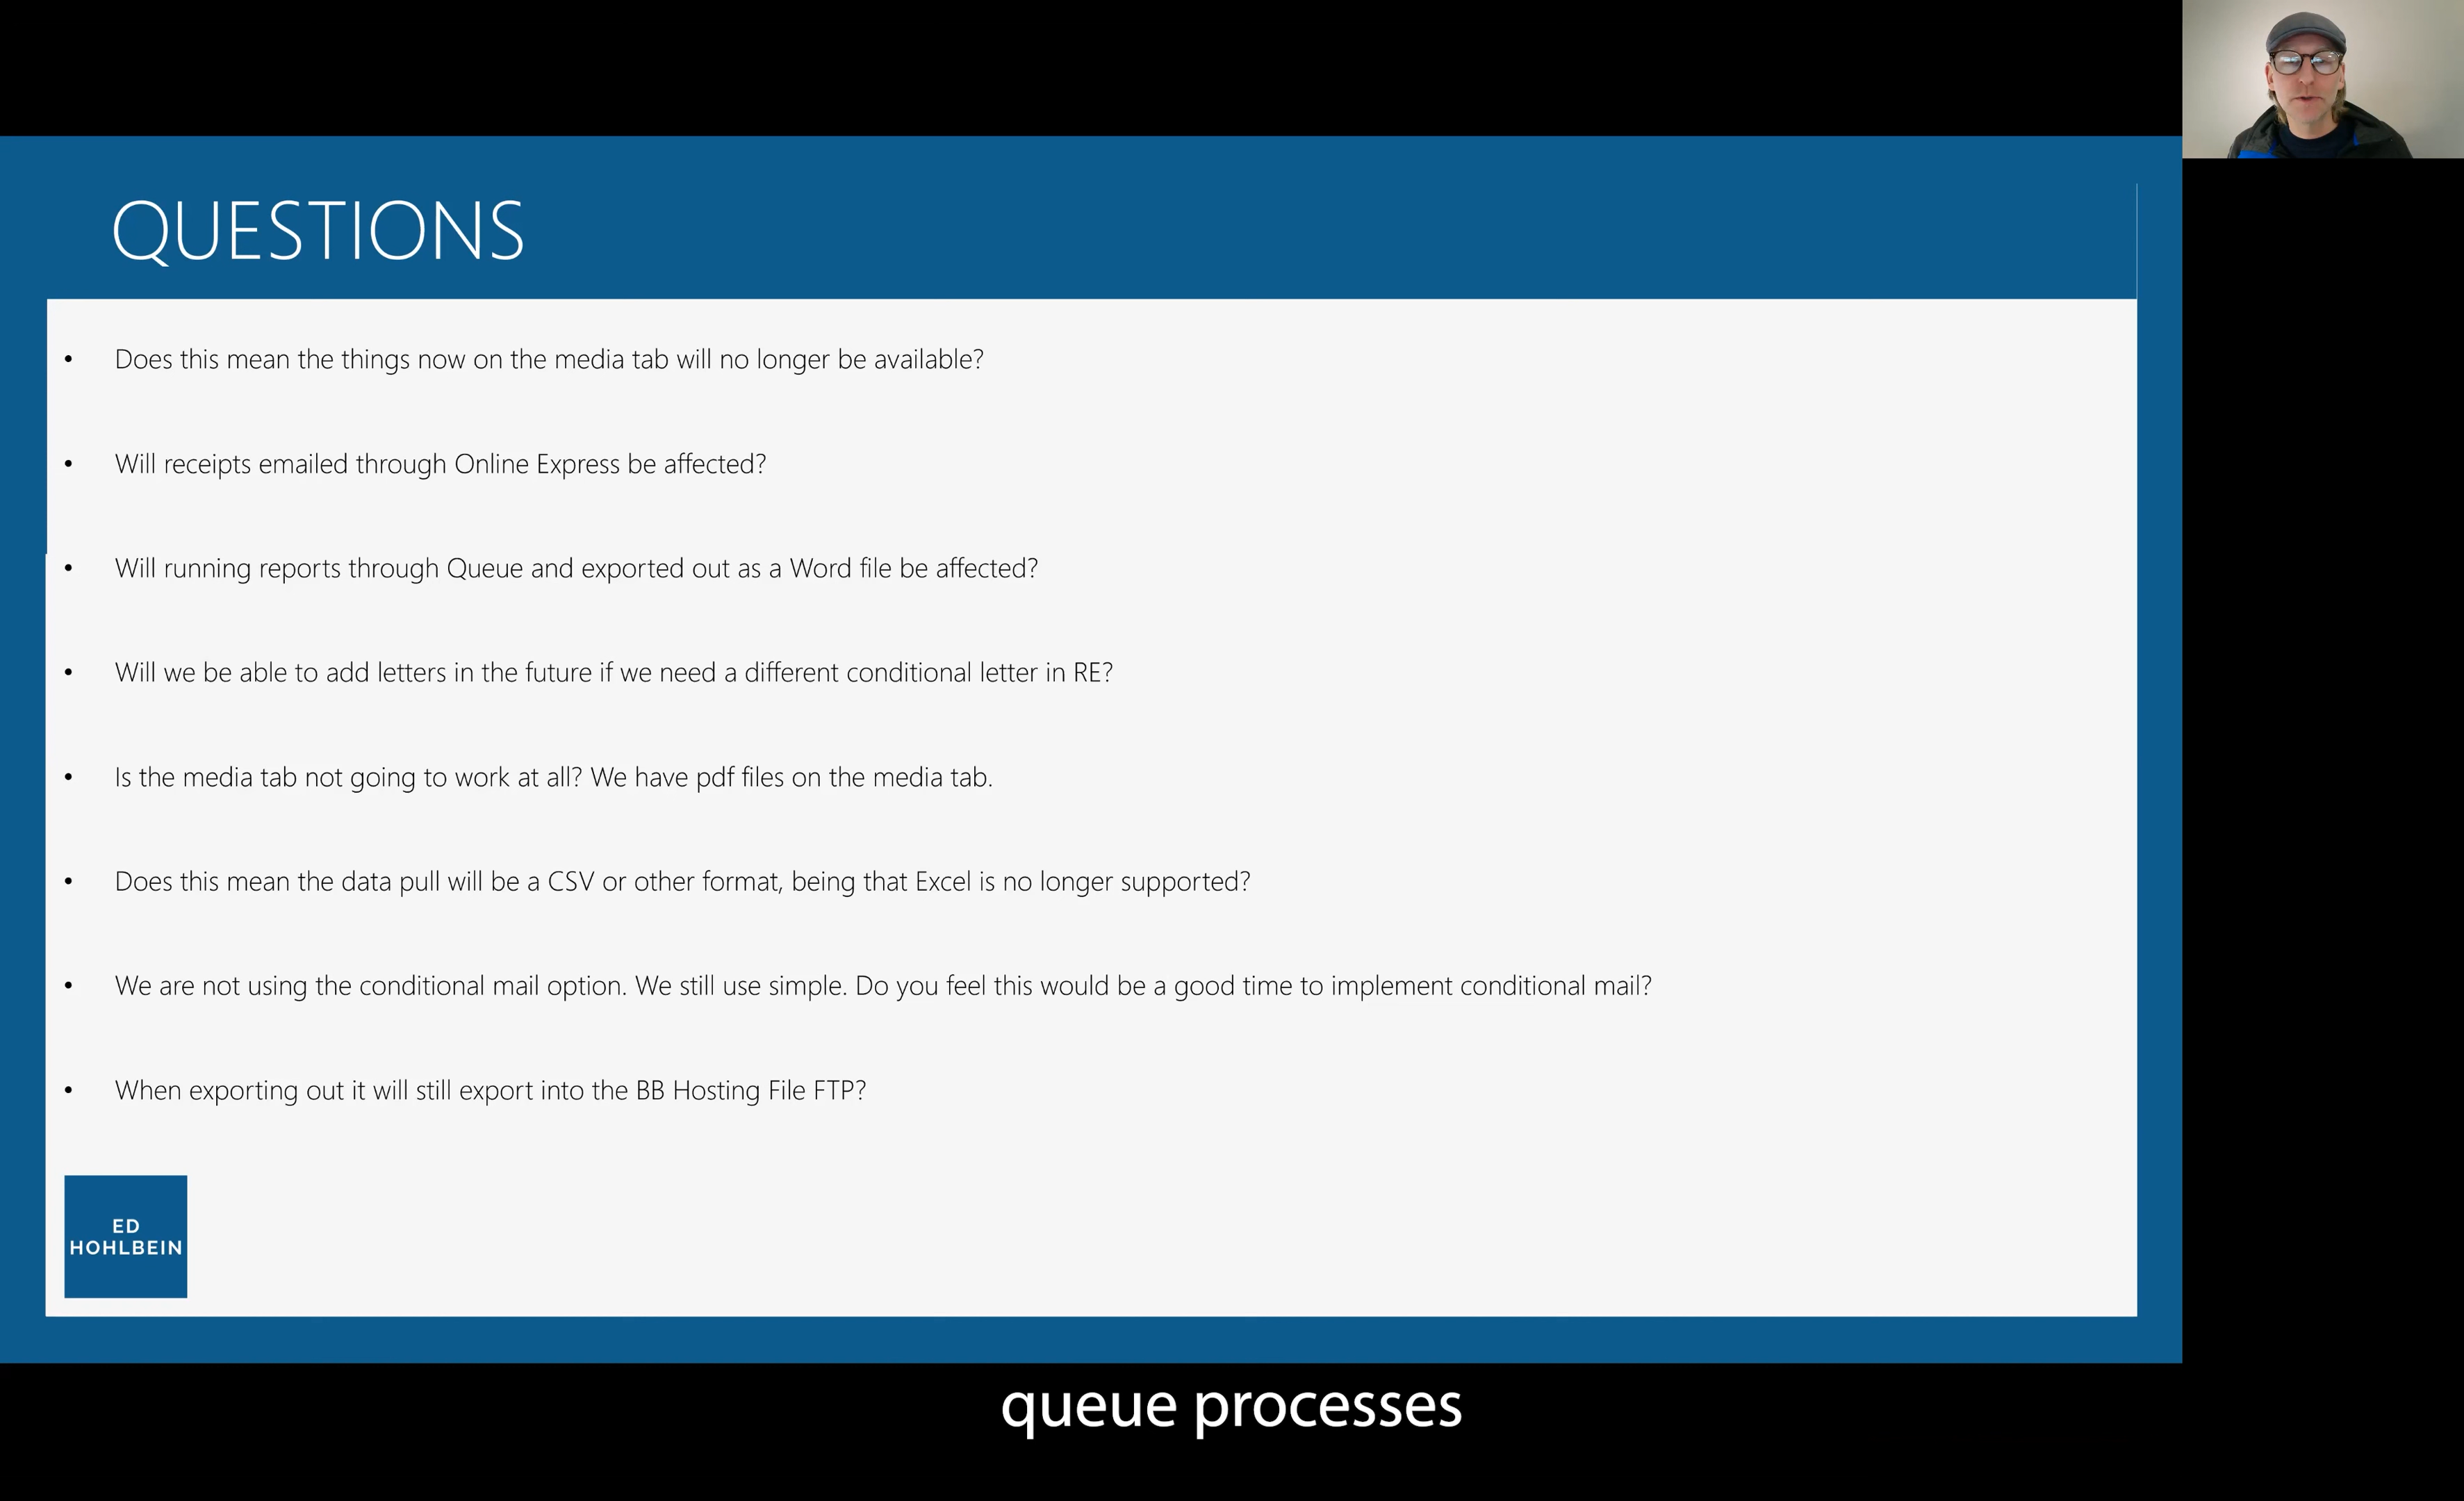 QUESTIONS
• Does this mean the things now on the media tab will no longer be available?
• Will receipts emailed through Online Express be affected?
• Will running reports through Queue and exported out as a Word file be affected?
• Will we be able to add letters in the future if we need a different conditional letter in RE?
• Is the media tab not going to work at all? We have pdf files on the media tab.
• Does this mean the data pull will be a CSV or other format, being that Excel is no longer supported?
• We are not using the conditional mail option. We still use simple. Do you feel this would be a good time to implement conditional mail?
• When exporting out it will still export into the BB Hosting File FTP?
ED
HOHLBEIN
queue processes